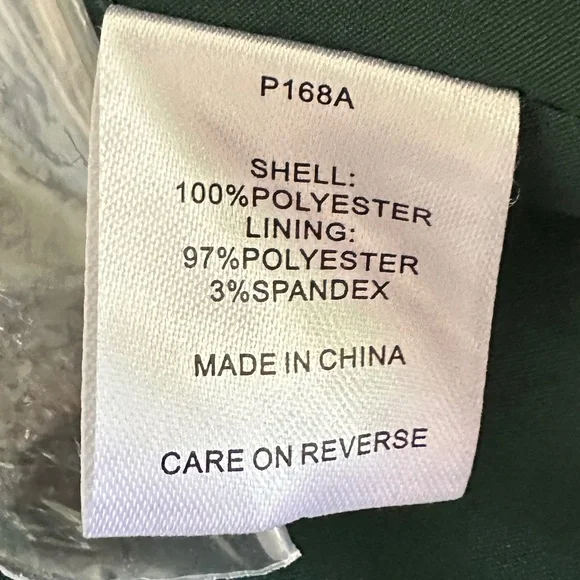 P168A
SHELL:
100%POLYESTER
LINING:
97%POLYESTER
3%SPANDEX
MADE IN CHINA
CARE ON REVERSE